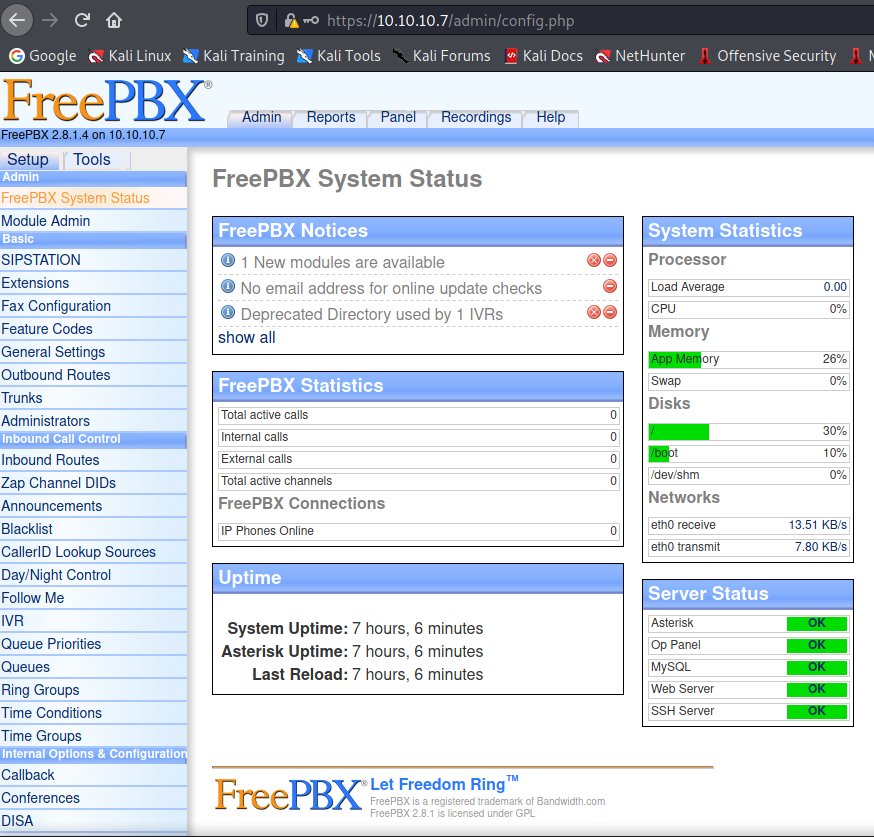 https://10.10.10.7/admin/config.php
Google Kali Linux Kali Training Kali Tools Kali Forums Kali Docs NetHunter Offensive Security
FreePBX®
Admin Reports Panel Recordings Help
FreePBX 2.8.1.4 on 10.10.10.7
Setup Tools
Admin
FreePBX System Status
Module Admin
Basic
SIPSTATION
Extensions
Fax Configuration
Feature Codes
General Settings
Outbound Routes
Trunks
Administrators
Inbound Call Control
Inbound Routes
Zap Channel DIDs
Announcements
Blacklist
CallerID Lookup Sources
Day/Night Control
Follow Me
IVR
Queue Priorities
Queues
Ring Groups
Time Conditions
Time Groups
Internal Options & Configuration
Callback
Conferences
DISA
FreePBX System Status
FreePBX Notices
1 New modules are available
No email address for online update checks
Deprecated Directory used by 1 IVRs
show all
FreePBX Statistics
Total active calls 0
Internal calls 0
External calls 0
Total active channels 0
FreePBX Connections
IP Phones Online 0
Uptime
System Uptime: 7 hours, 6 minutes
Asterisk Uptime: 7 hours, 6 minutes
Last Reload: 7 hours, 6 minutes
System Statistics
Processor
Load Average 0.00
CPU 0%
Memory
App Memory 26%
Swap 0%
Disks
/ 30%
/boot 10%
/dev/shm 0%
Networks
eth0 receive 13.51 KB/s
eth0 transmit 7.80 KB/s
Server Status
Asterisk OK
Op Panel OK
MySQL OK
Web Server OK
SSH Server OK
FreePBX® Let Freedom Ring™
FreePBX is a registered trademark of Bandwidth.com
FreePBX 2.8.1 is licensed under GPL